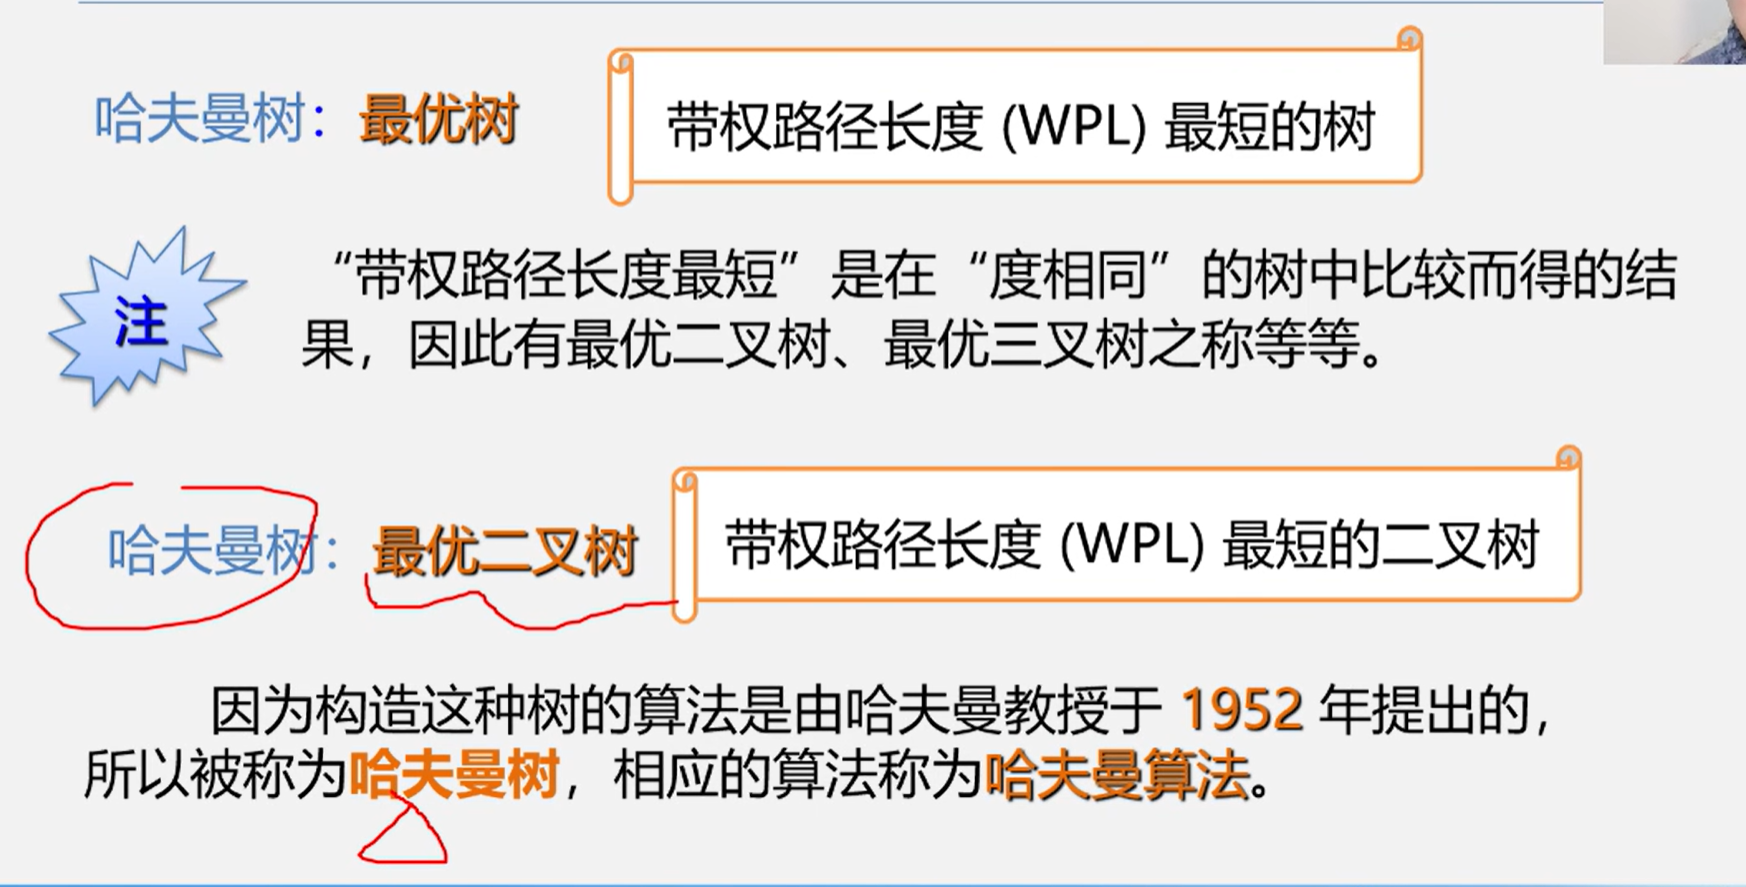 哈夫曼树：最优树
带权路径长度 (WPL) 最短的树
注
“带权路径长度最短”是在“度相同”的树中比较而得的结
果，因此有最优二叉树、最优三叉树之称等等。
哈夫曼树：最优二叉树
带权路径长度 (WPL) 最短的二叉树
因为构造这种树的算法是由哈夫曼教授于 1952 年提出的，
所以被称为哈夫曼树，相应的算法称为哈夫曼算法。